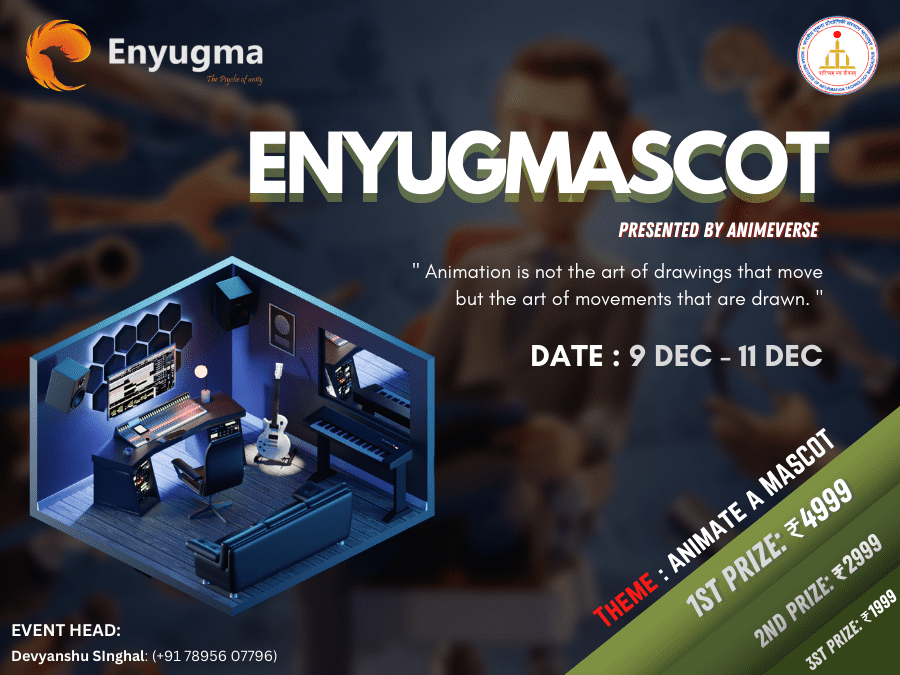 Enyugma
The Psyche of unity
ENYUGMASCOT
PRESENTED BY ANIMEVERSE
" Animation is not the art of drawings that move
but the art of movements that are drawn. "
DATE : 9 DEC - 11 DEC
THEME : ANIMATE A MASCOT
1ST PRIZE: ₹4999
2ND PRIZE: ₹2999
3ST PRIZE: ₹1999
EVENT HEAD:
Devyanshu SInghal: (+91 78956 07796)